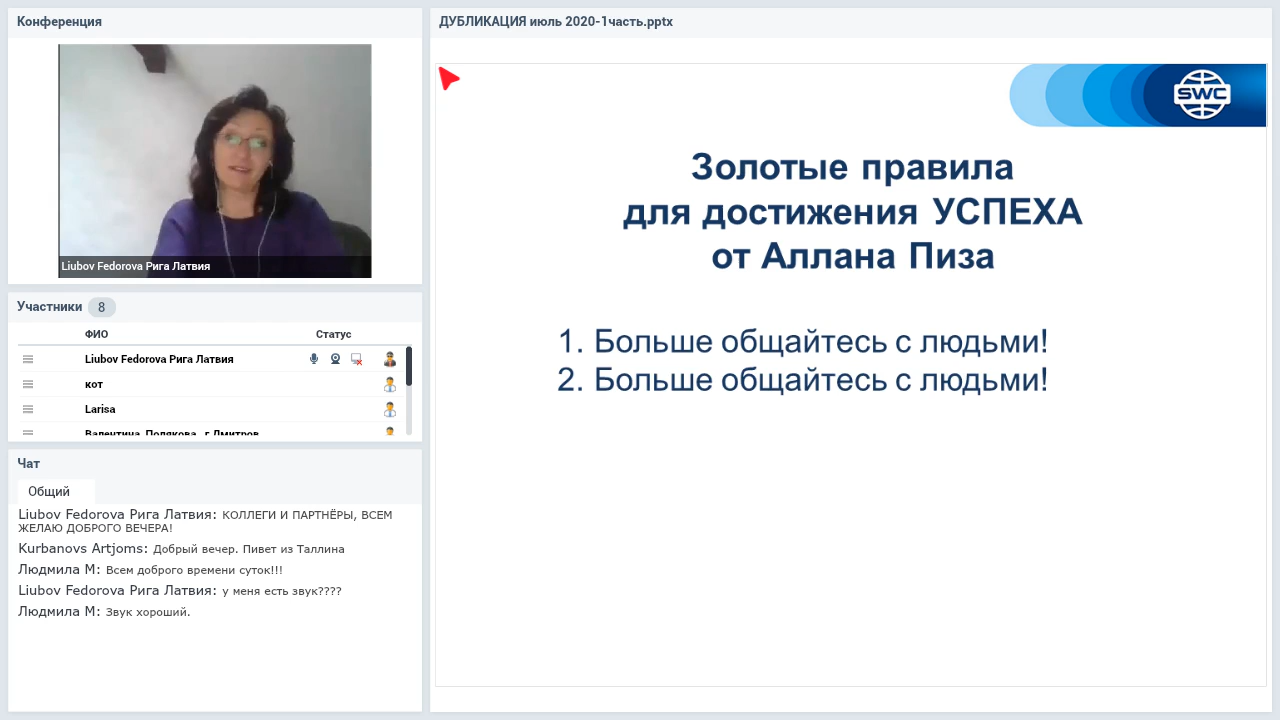 Конференция
Liubov Fedorova Рига Латвия
Участники 8
ФИО Статус
Liubov Fedorova Рига Латвия
кот
Larisa
Валентина Полякова г.Дмитров
Чат
Общий
Liubov Fedorova Рига Латвия: КОЛЛЕГИ И ПАРТНЁРЫ, ВСЕМ
ЖЕЛАЮ ДОБРОГО ВЕЧЕРА!
Kurbanovs Artjoms: Добрый вечер. Пивет из Таллина
Людмила М: Всем доброго времени суток!!!
Liubov Fedorova Рига Латвия: у меня есть звук????
Людмила М: Звук хороший.
ДУБЛИКАЦИЯ июль 2020-1часть.pptx
SWC
Золотые правила
для достижения УСПЕХА
от Аллана Пиза
1. Больше общайтесь с людьми!
2. Больше общайтесь с людьми!